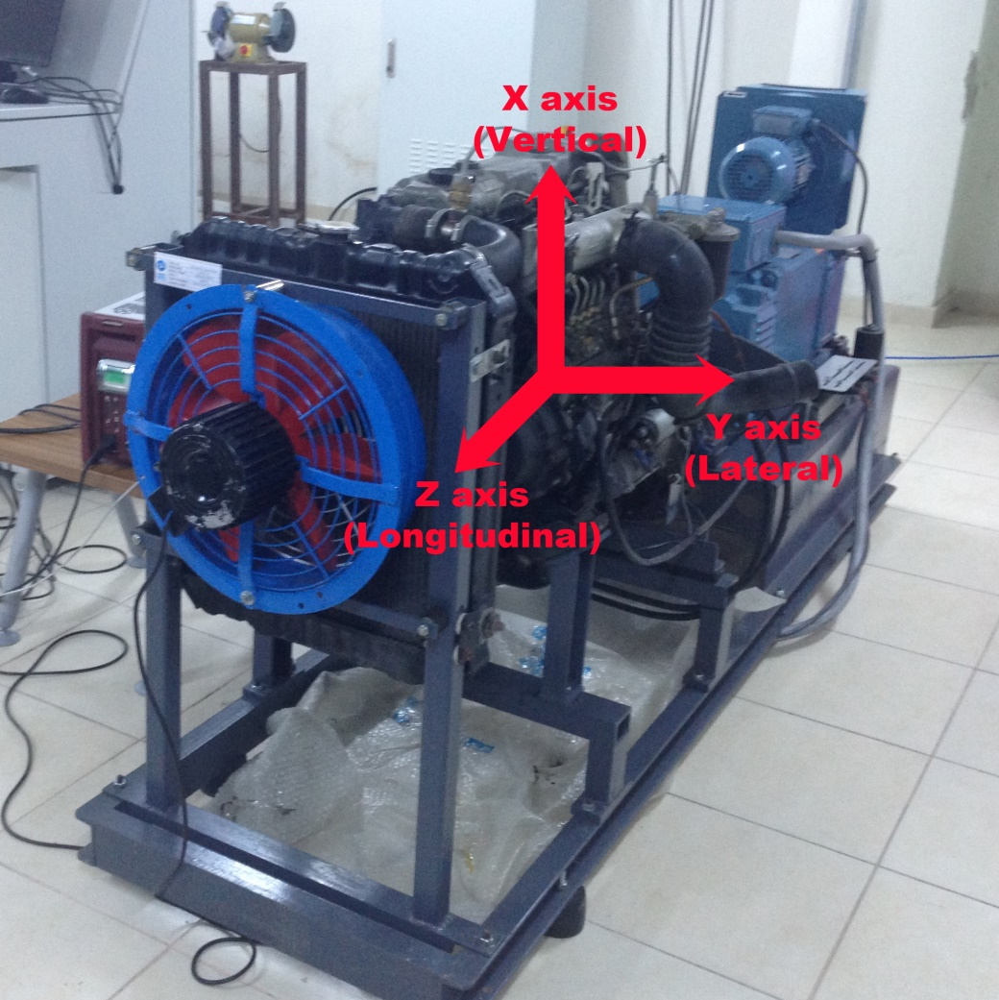 X axis
(Vertical)
Y axis
(Lateral)
Z axis
(Longitudinal)